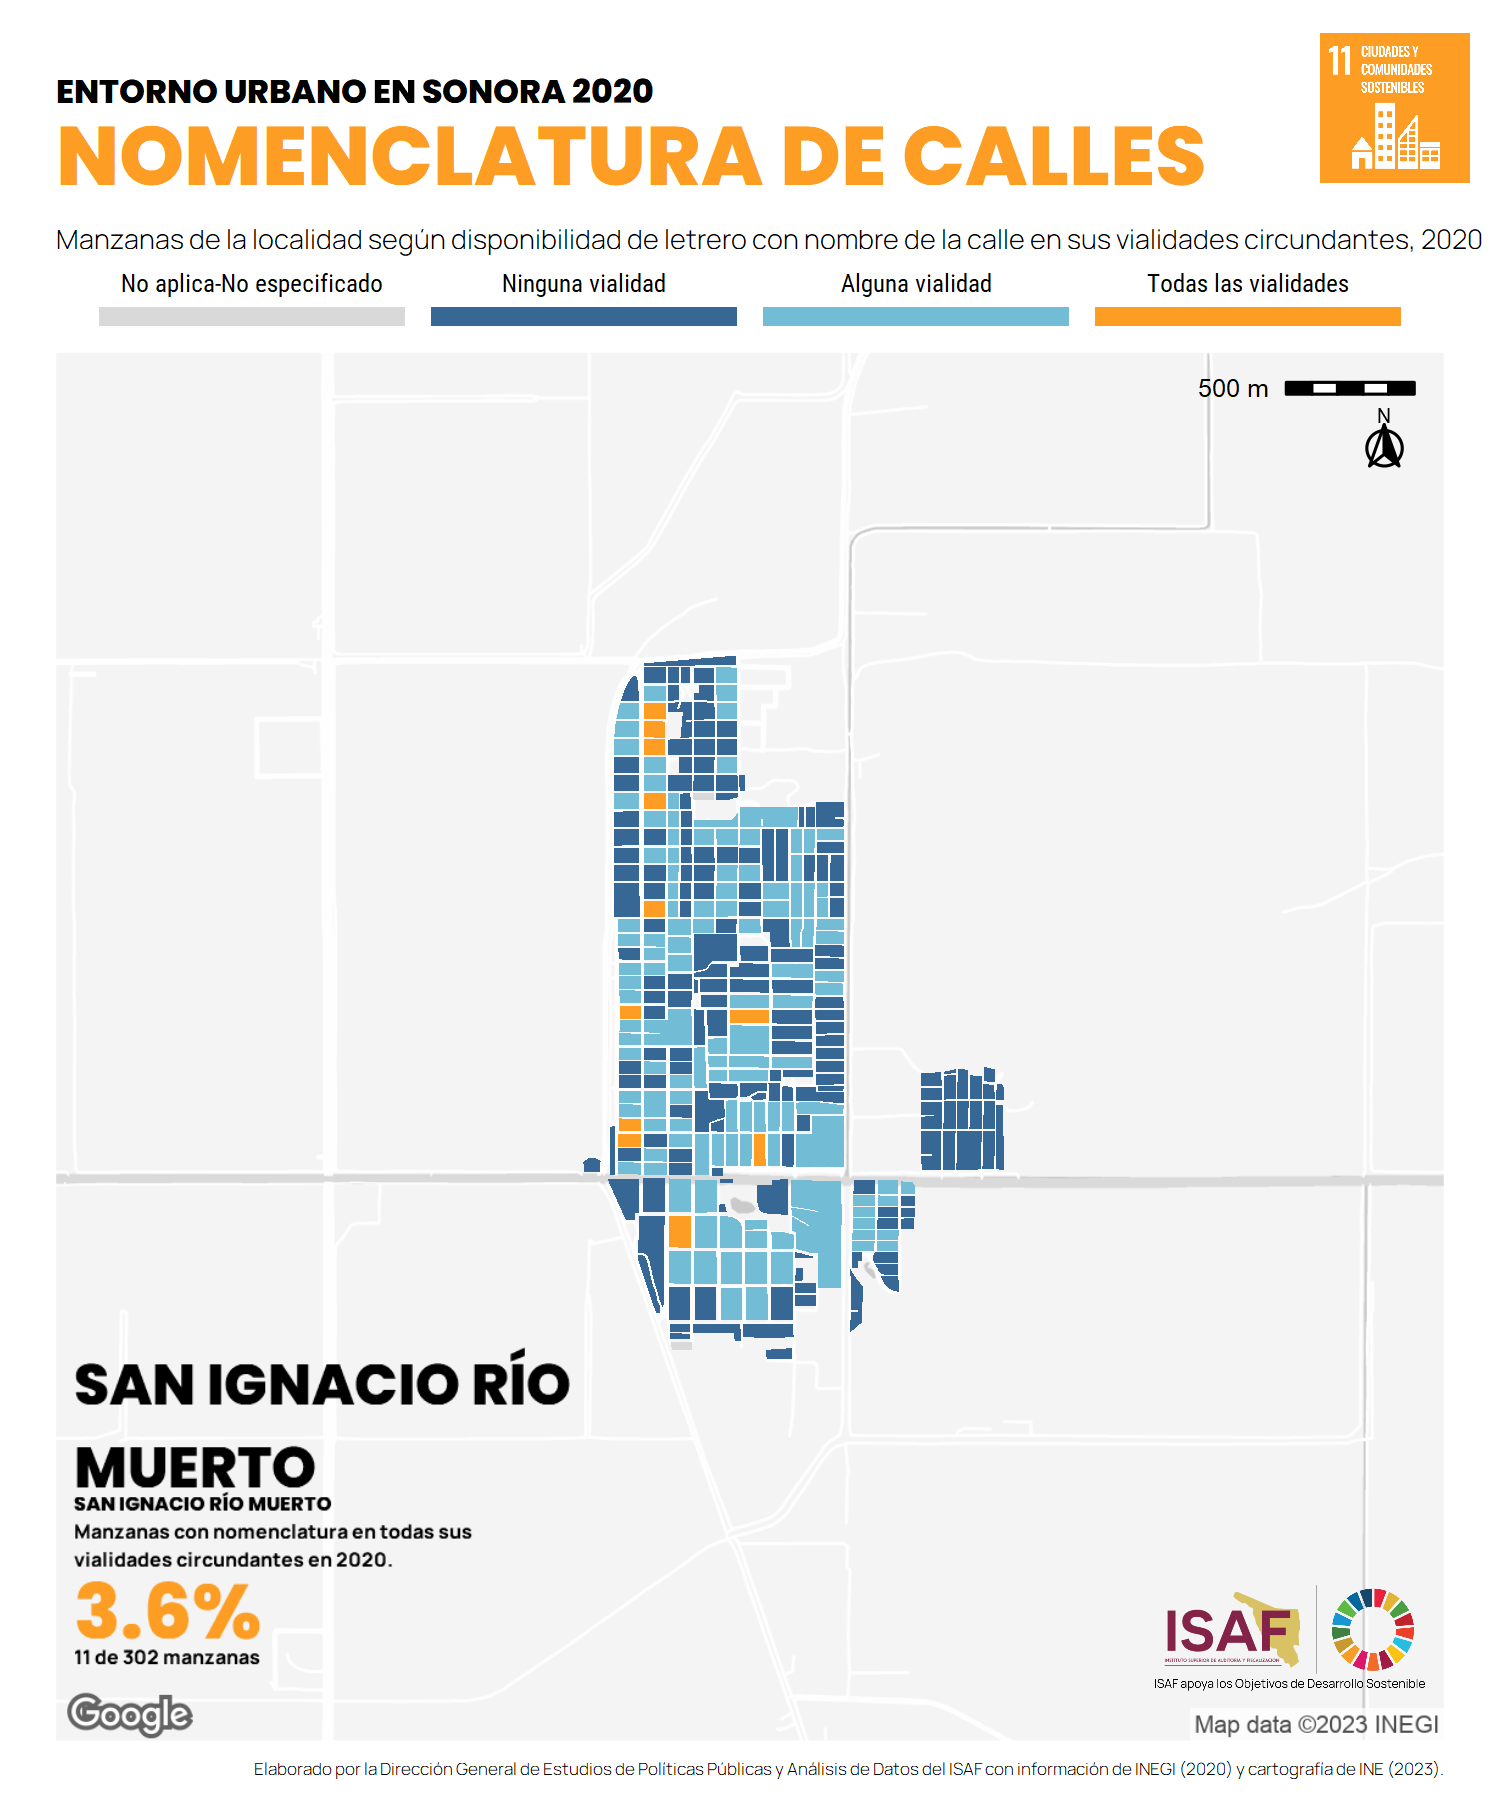 11 CIUDADES Y
COMUNIDADES
SOSTENIBLES
ENTORNO URBANO EN SONORA 2020
NOMENCLATURA DE CALLES
Manzanas de la localidad según disponibilidad de letrero con nombre de la calle en sus vialidades circundantes, 2020
No aplica-No especificado Ninguna vialidad Alguna vialidad Todas las vialidades
500 m
N
SAN IGNACIO RÍO
MUERTO
SAN IGNACIO RÍO MUERTO
Manzanas con nomenclatura en todas sus
vialidades circundantes en 2020.
3.6%
11 de 302 manzanas
ISAF
INSTITUTO SUPERIOR DE AUDITORÍA Y FISCALIZACIÓN
ISAF apoya los Objetivos de Desarrollo Sostenible
Google
Map data ©2023 INEGI
Elaborado por la Dirección General de Estudios de Políticas Públicas y Análisis de Datos del ISAF con información de INEGI (2020) y cartografía de INE (2023).